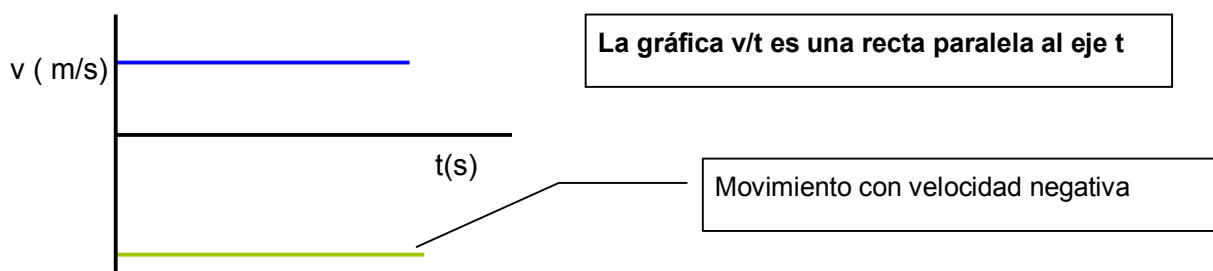 La gráfica v/t es una recta paralela al eje t
v ( m/s)
t(s)
Movimiento con velocidad negativa